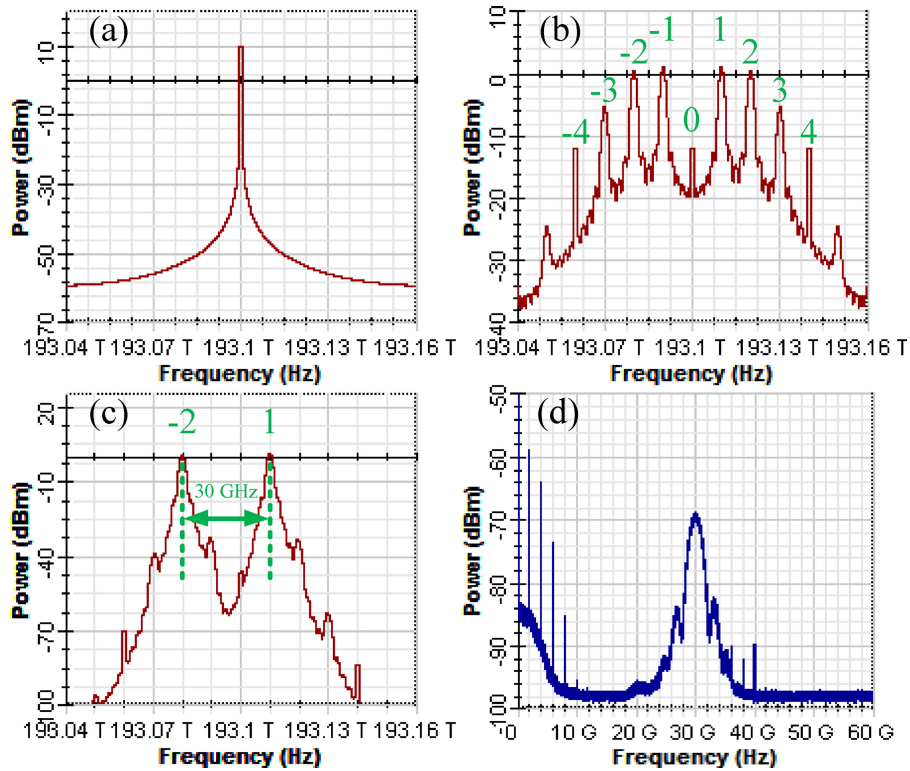 (a)
10
-10
-30
-50
-70
Power (dBm)
193.04 T 193.07 T 193.1 T 193.13 T 193.16 T
Frequency (Hz)
(b)
10
0
-10
-20
-30
-40
Power (dBm)
-4 -3 -2 -1 0 1 2 3 4
193.04 T 193.07 T 193.1 T 193.13 T 193.16 T
Frequency (Hz)
(c)
20
-10
-40
-70
Power (dBm)
-2 1
30 GHz
193.04 T 193.07 T 193.1 T 193.13 T 193.16 T
Frequency (Hz)
(d)
-50
-60
-70
-80
-90
-100
Power (dBm)
0 10 G 20 G 30 G 40 G 50 G 60 G
Frequency (Hz)